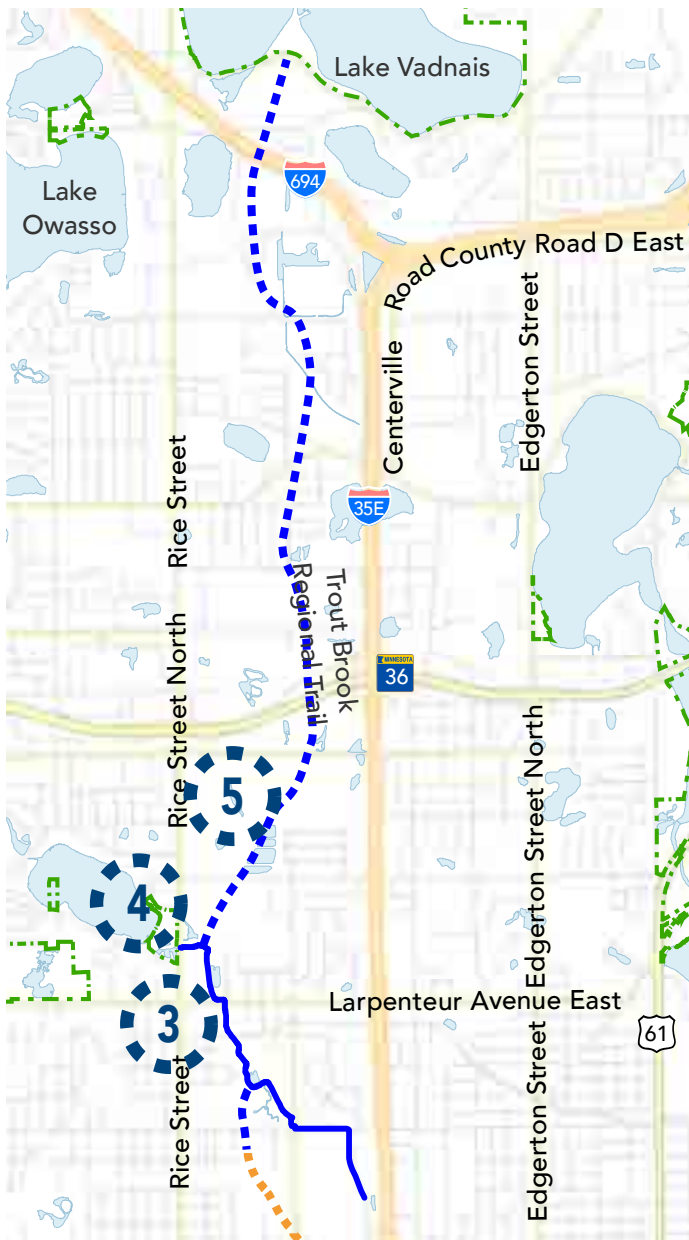 Lake Vadnais
694
Lake
Owasso
Road County Road D East
Edgerton Street
Centerville
Rice Street
35E
Trout Brook
Regional Trail
MINNESOTA
36
Rice Street North
5
Edgerton Street North
4
Larpenteur Avenue East
3
61
Rice Street
Edgerton Street